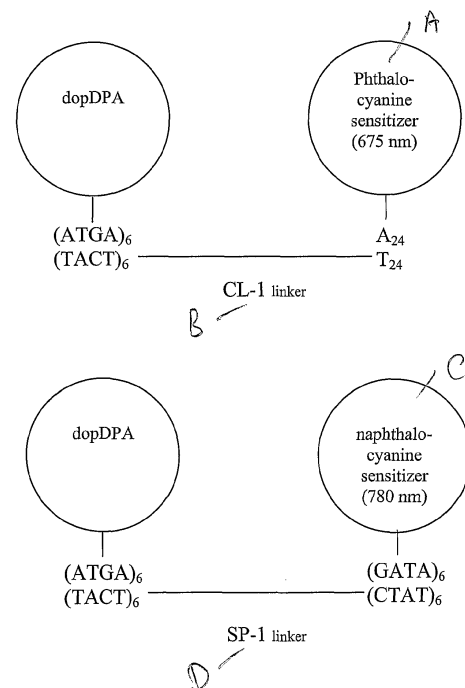 A
dopDPA
Phthalo-
cyanine
sensitizer
(675 nm)
(ATGA)6
(TACT)6
A24
T24
CL-1 linker
B
C
dopDPA
naphthalo-
cyanine
sensitizer
(780 nm)
(ATGA)6
(TACT)6
(GATA)6
(CTAT)6
SP-1 linker
D